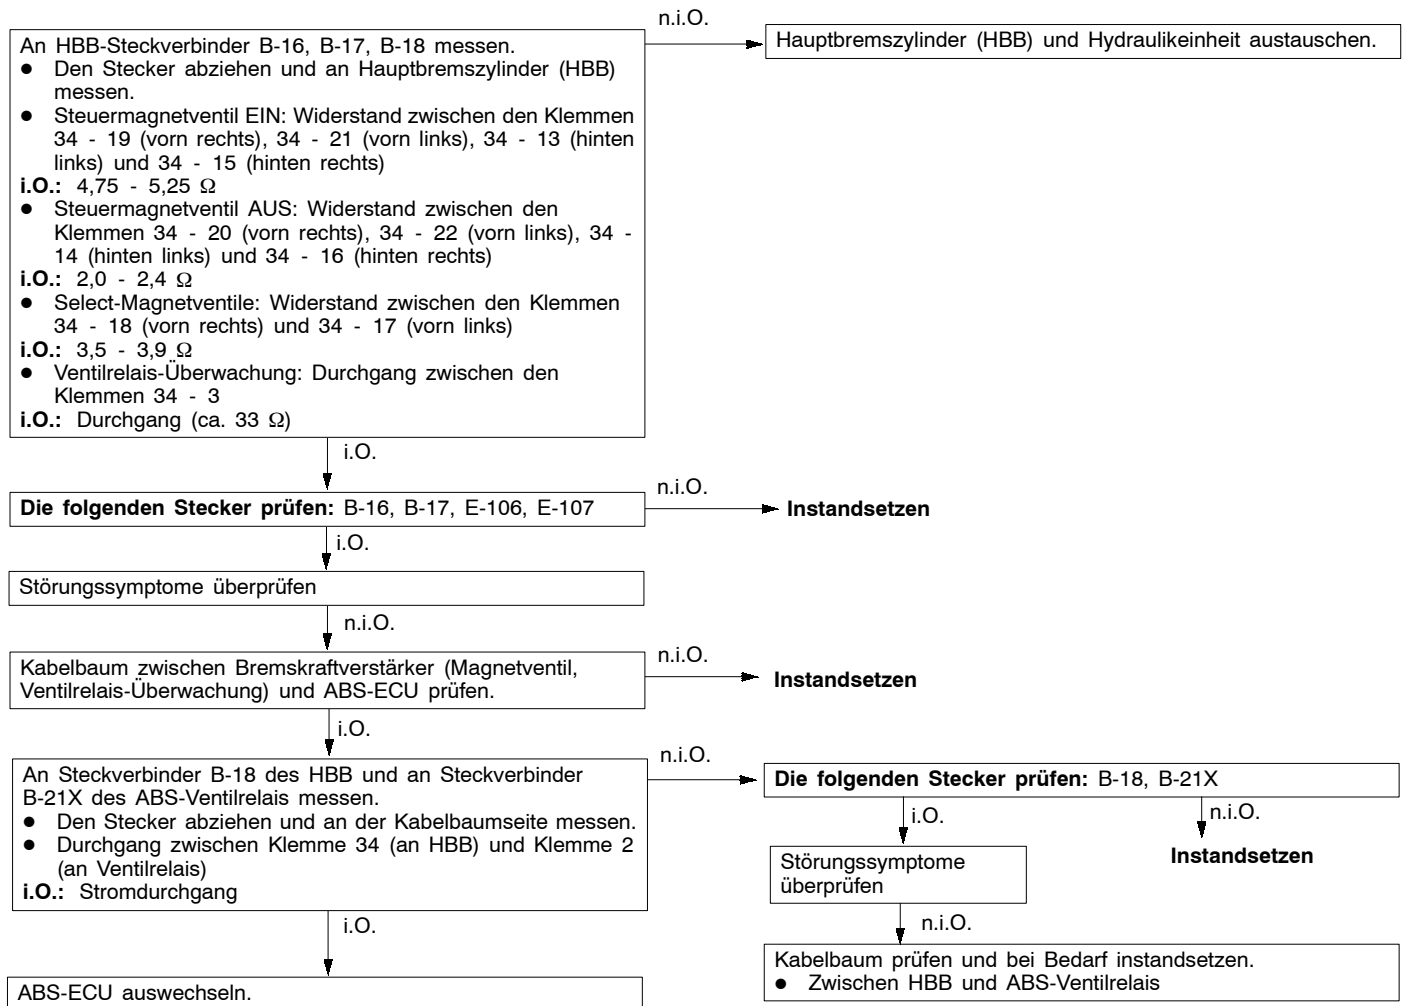 n.i.O.
An HBB-Steckverbinder B-16, B-17, B-18 messen.
● Den Stecker abziehen und an Hauptbremszylinder (HBB)
messen.
● Steuermagnetventil EIN: Widerstand zwischen den Klemmen
34 - 19 (vorn rechts), 34 - 21 (vorn links), 34 - 13 (hinten
links) und 34 - 15 (hinten rechts)
i.O.: 4,75 - 5,25 Ω
● Steuermagnetventil AUS: Widerstand zwischen den
Klemmen 34 - 20 (vorn rechts), 34 - 22 (vorn links), 34 -
14 (hinten links) und 34 - 16 (hinten rechts)
i.O.: 2,0 - 2,4 Ω
● Select-Magnetventile: Widerstand zwischen den Klemmen
34 - 18 (vorn rechts) und 34 - 17 (vorn links)
i.O.: 3,5 - 3,9 Ω
● Ventilrelais-Überwachung: Durchgang zwischen den
Klemmen 34 - 3
i.O.: Durchgang (ca. 33 Ω)
Hauptbremszylinder (HBB) und Hydraulikeinheit austauschen.
i.O.
Die folgenden Stecker prüfen: B-16, B-17, E-106, E-107
n.i.O.
Instandsetzen
i.O.
Störungssymptome überprüfen
n.i.O.
Kabelbaum zwischen Bremskraftverstärker (Magnetventil,
Ventilrelais-Überwachung) und ABS-ECU prüfen.
n.i.O.
Instandsetzen
i.O.
An Steckverbinder B-18 des HBB und an Steckverbinder
B-21X des ABS-Ventilrelais messen.
● Den Stecker abziehen und an der Kabelbaumseite messen.
● Durchgang zwischen Klemme 34 (an HBB) und Klemme 2
(an Ventilrelais)
i.O.: Stromdurchgang
n.i.O.
Die folgenden Stecker prüfen: B-18, B-21X
i.O.
n.i.O.
Störungssymptome
überprüfen
Instandsetzen
n.i.O.
Kabelbaum prüfen und bei Bedarf instandsetzen.
● Zwischen HBB und ABS-Ventilrelais
i.O.
ABS-ECU auswechseln.